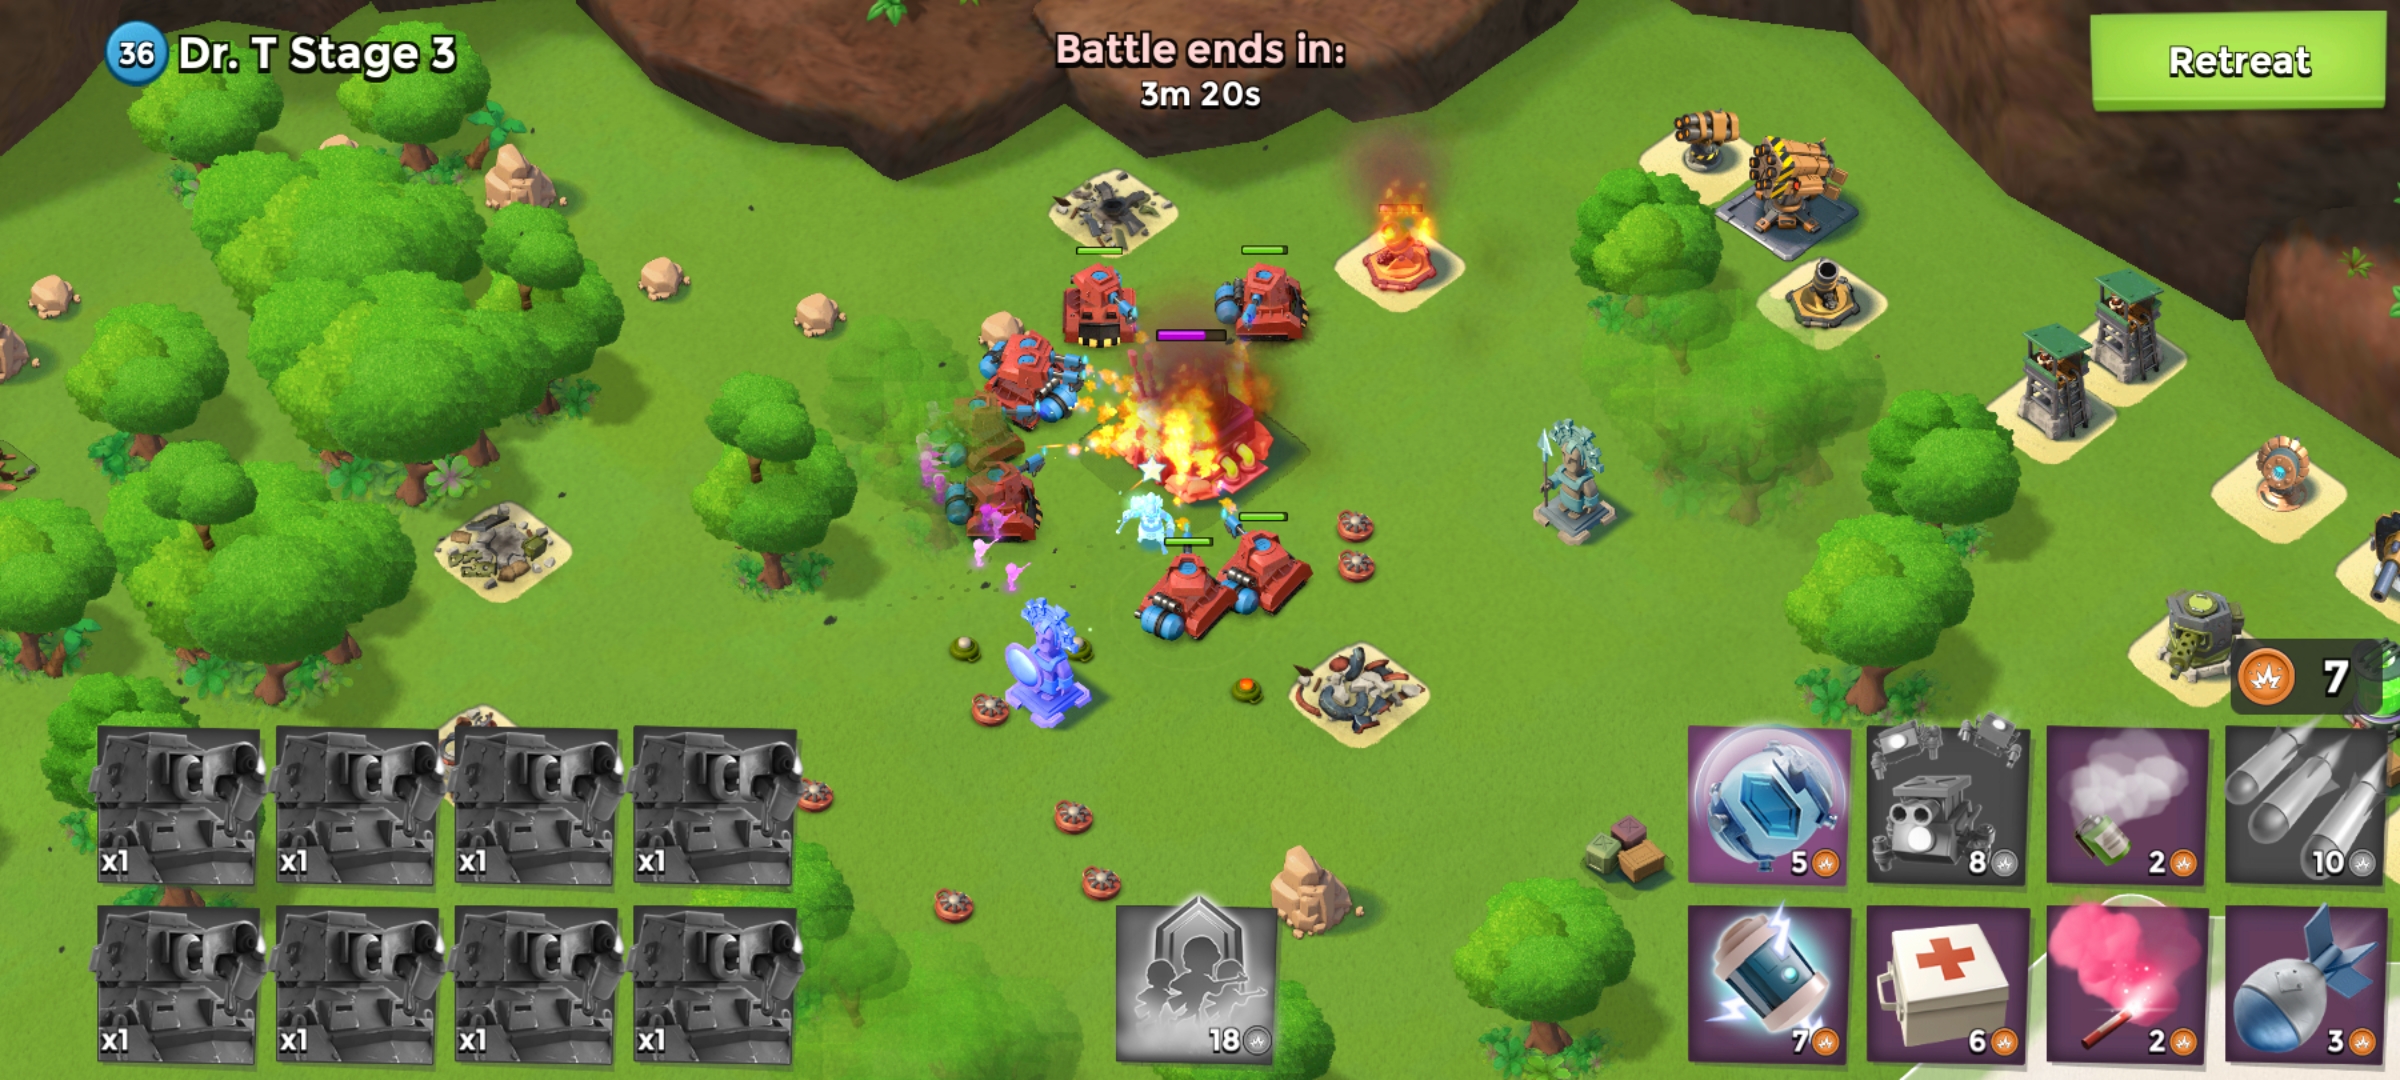 36 Dr. T Stage 3
Battle ends in:
3m 20s
Retreat
7
x1 x1 x1 x1
5 8 2 10
x1 x1 x1 x1
18
7 6 2 3